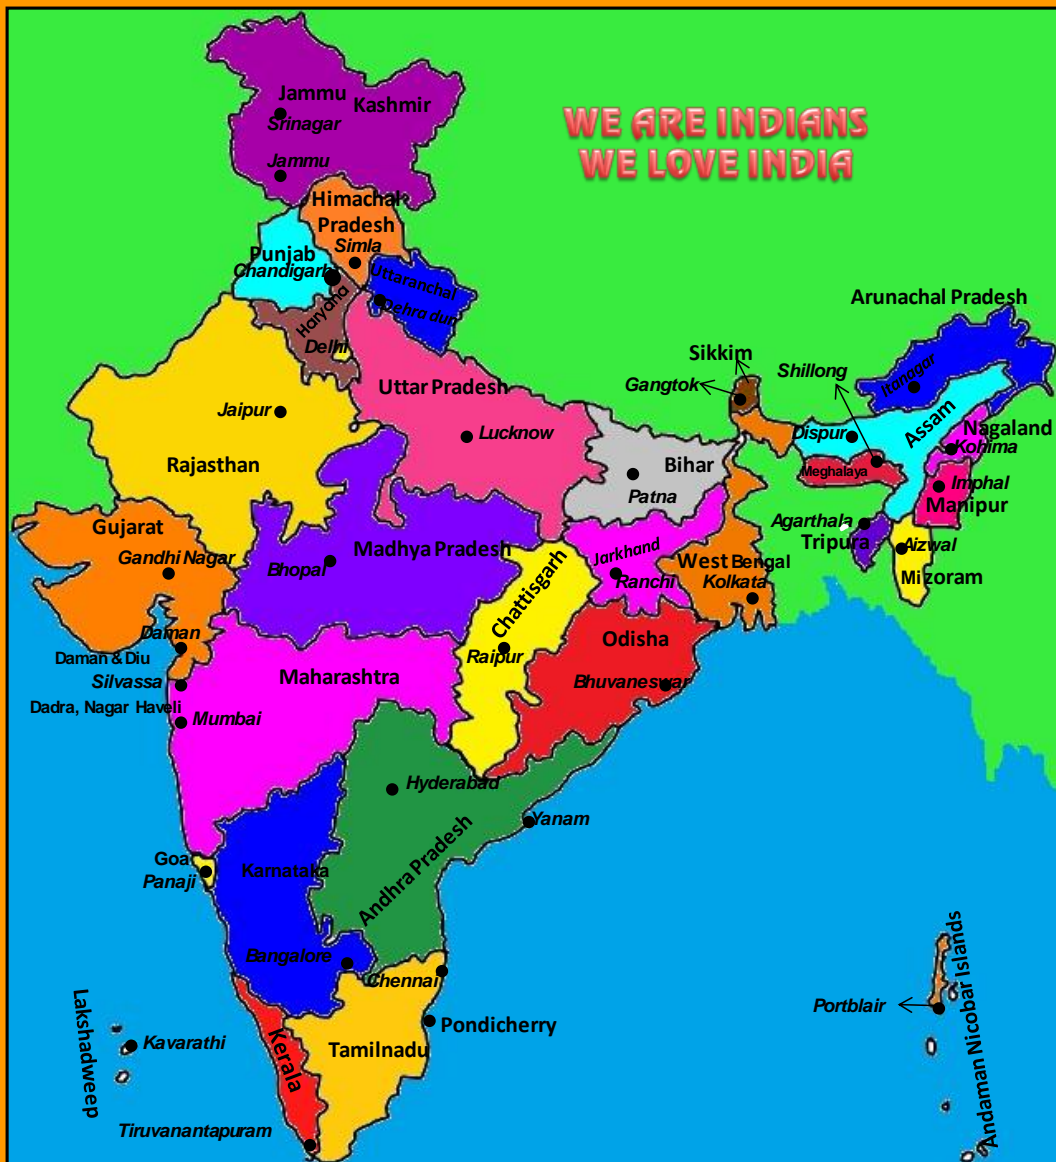 WE ARE INDIANS
WE LOVE INDIA
Jammu
Kashmir
Srinagar
Jammu
Himachal
Pradesh
Simla
Punjab
Chandigarh
Uttaranchal
Dehra dun
Haryana
Delhi
Arunachal Pradesh
Itanagar
Sikkim
Gangtok
Shillong
Uttar Pradesh
Lucknow
Jaipur
Rajasthan
Bihar
Patna
Dispur
Assam
Meghalaya
Nagaland
Kohima
Imphal
Manipur
Agarthala
Tripura
Aizwal
Mizoram
Gujarat
Gandhi Nagar
Madhya Pradesh
Bhopal
Jarkhand
Ranchi
West Bengal
Kolkata
Chattisgarh
Raipur
Odisha
Bhuvaneswar
Daman
Daman & Diu
Silvassa
Dadra, Nagar Haveli
Mumbai
Maharashtra
Hyderabad
Yanam
Andhra Pradesh
Goa
Panaji
Karnataka
Bangalore
Chennai
Pondicherry
Tamilnadu
Kerala
Tiruvanantapuram
Lakshadweep
Kavarathi
Portblair
Andaman Nicobar Islands